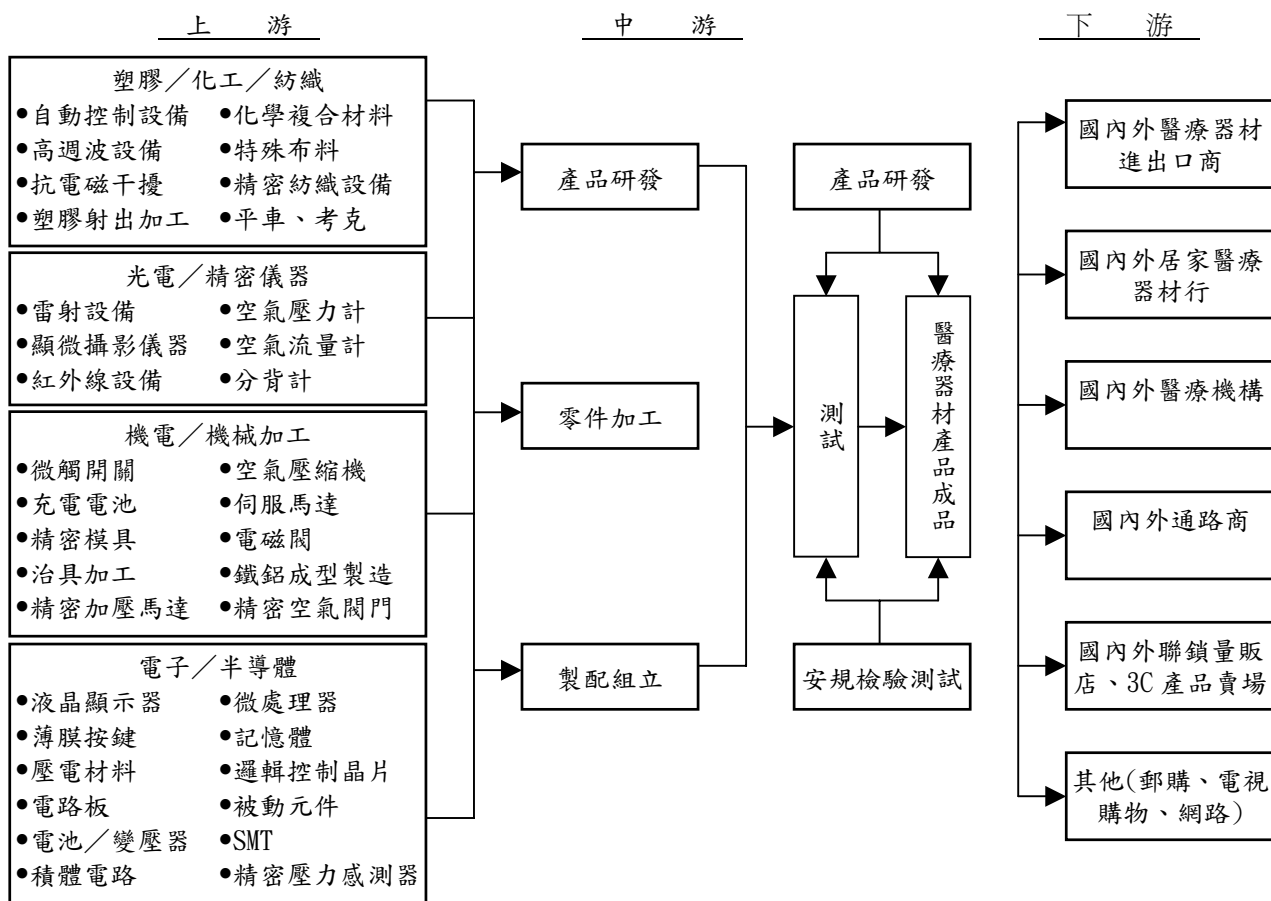 上　游
中　游
下　游
塑膠／化工／紡織
●自動控制設備 ●化學複合材料
●高週波設備 ●特殊布料
●抗電磁干擾 ●精密紡織設備
●塑膠射出加工 ●平車、考克
光電／精密儀器
●雷射設備 ●空氣壓力計
●顯微攝影儀器 ●空氣流量計
●紅外線設備 ●分背計
機電／機械加工
●微觸開關 ●空氣壓縮機
●充電電池 ●伺服馬達
●精密模具 ●電磁閥
●治具加工 ●鐵鋁成型製造
●精密加壓馬達 ●精密空氣閥門
電子／半導體
●液晶顯示器 ●微處理器
●薄膜按鍵 ●記憶體
●壓電材料 ●邏輯控制晶片
●電路板 ●被動元件
●電池／變壓器 ●SMT
●積體電路 ●精密壓力感測器
產品研發
零件加工
製配組立
產品研發
測試
醫療器材產品成品
安規檢驗測試
國內外醫療器材
進出口商
國內外居家醫療
器材行
國內外醫療機構
國內外通路商
國內外聯鎖量販
店、3C 產品賣場
其他(郵購、電視
購物、網路)